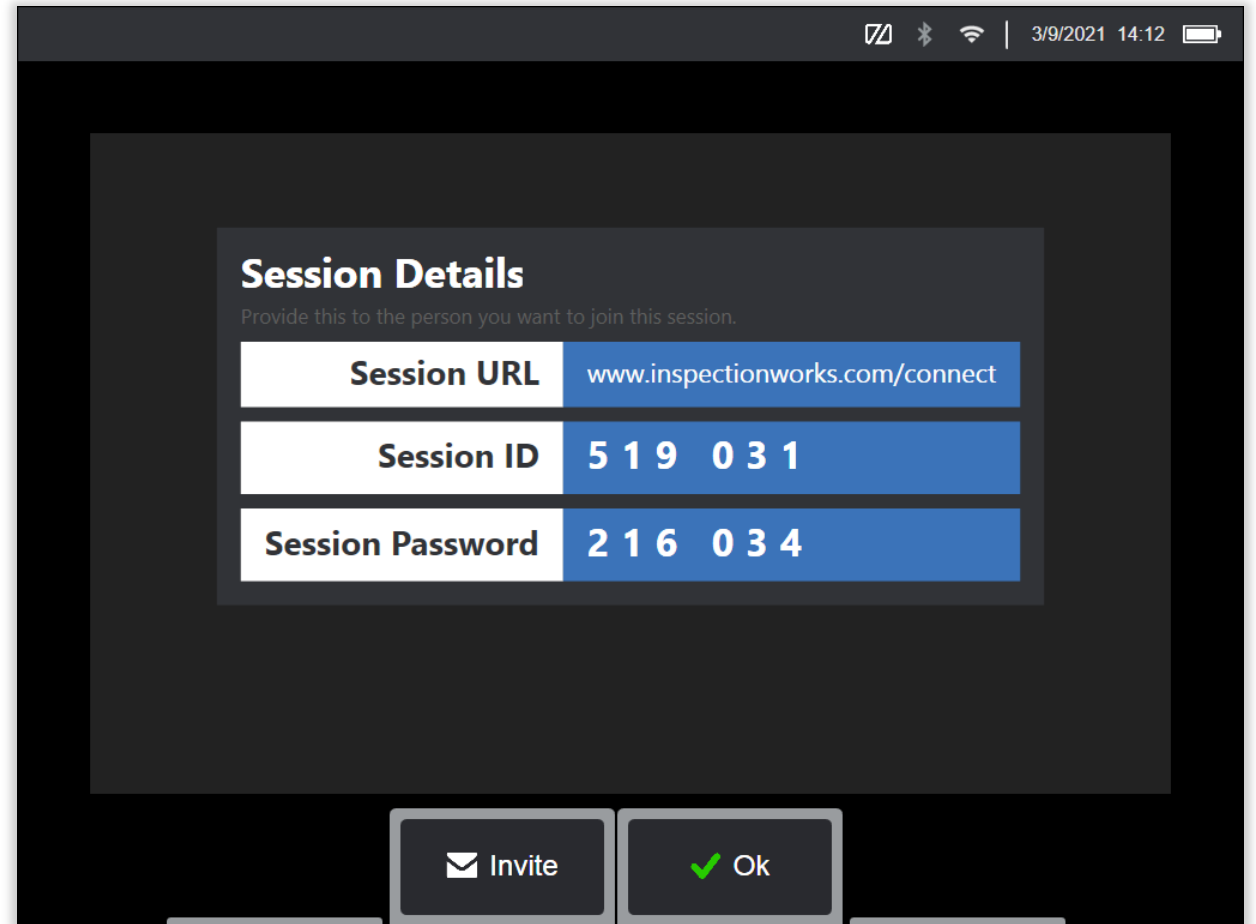 3/9/2021 14:12
Session Details
Provide this to the person you want to join this session.
Session URL www.inspectionworks.com/connect
Session ID 519 031
Session Password 216 034
Invite Ok